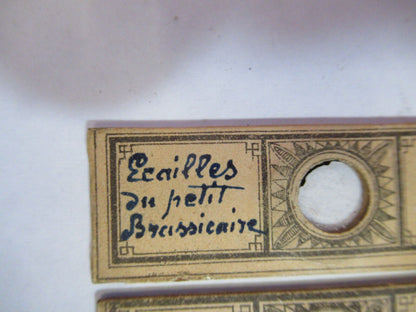 Ecailles
du petit
Brassicaire